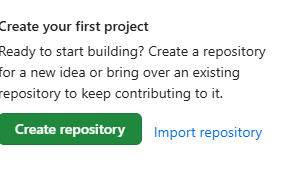 Create your first project
Ready to start building? Create a repository
for a new idea or bring over an existing
repository to keep contributing to it.
Create repository
Import repository